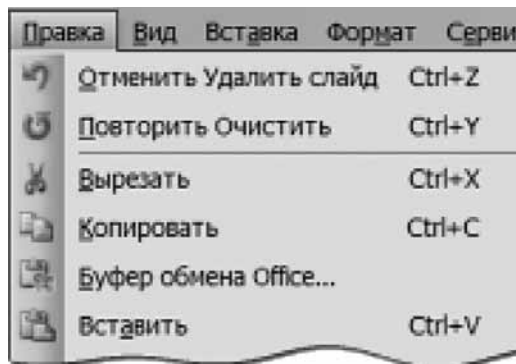 Правка Вид Вставка Формат Серви
Отменить Удалить слайд Ctrl+Z
Повторить Очистить Ctrl+Y
Вырезать Ctrl+X
Копировать Ctrl+C
Буфер обмена Office...
Вставить Ctrl+V